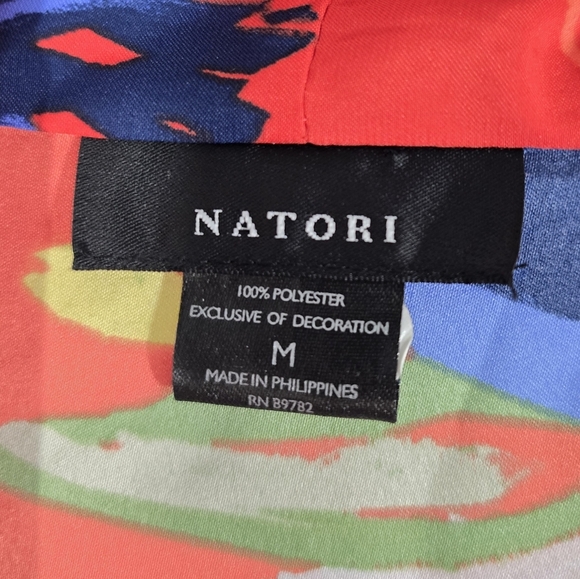 NATORI
100% POLYESTER
EXCLUSIVE OF DECORATION
M
MADE IN PHILIPPINES
RN 89782